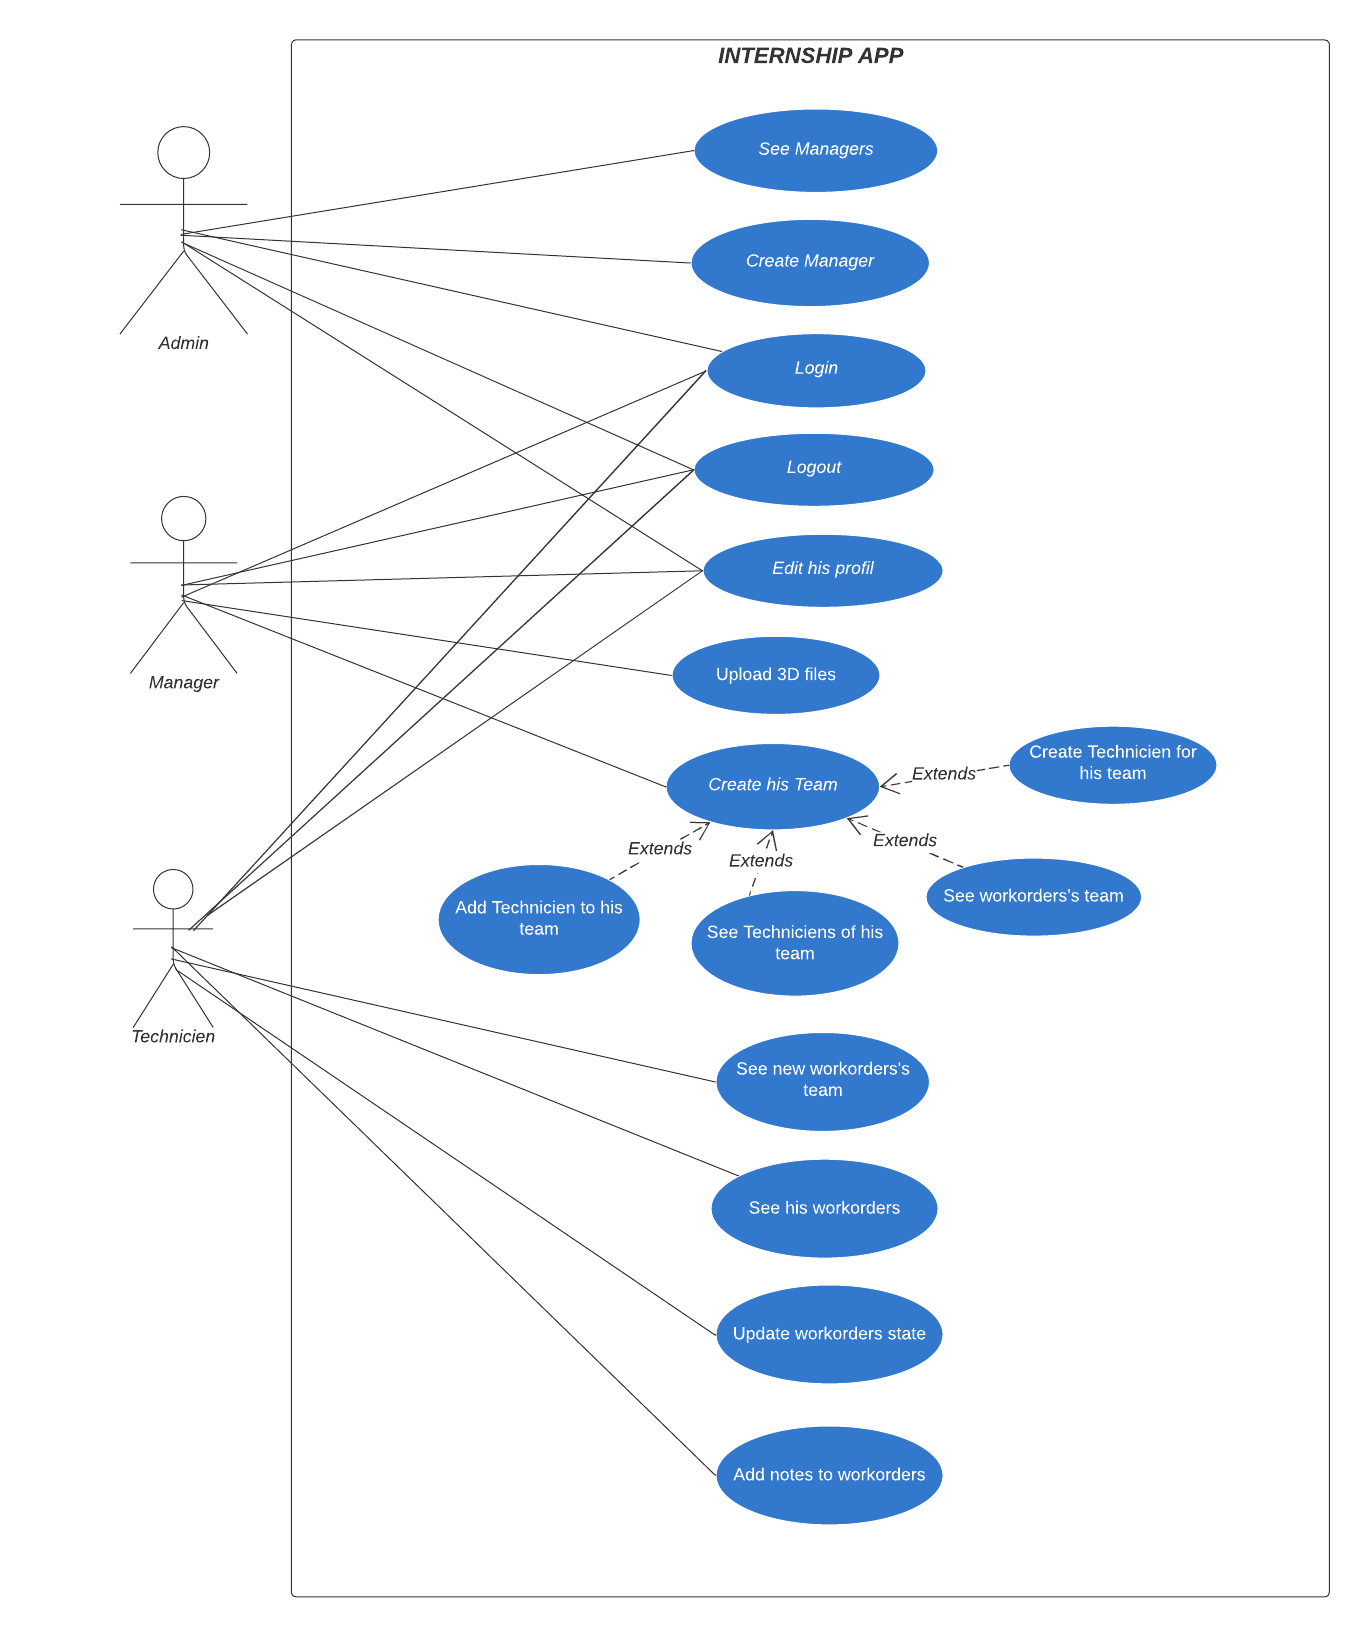 INTERNSHIP APP
See Managers
Create Manager
Admin
Login
Logout
Edit his profil
Manager
Upload 3D files
Create Technicien for
his team
Extends
Create his Team
Extends
Extends
Extends
See workorders's team
Add Technicien to his
team
See Techniciens of his
team
Technicien
See new workorders's
team
See his workorders
Update workorders state
Add notes to workorders